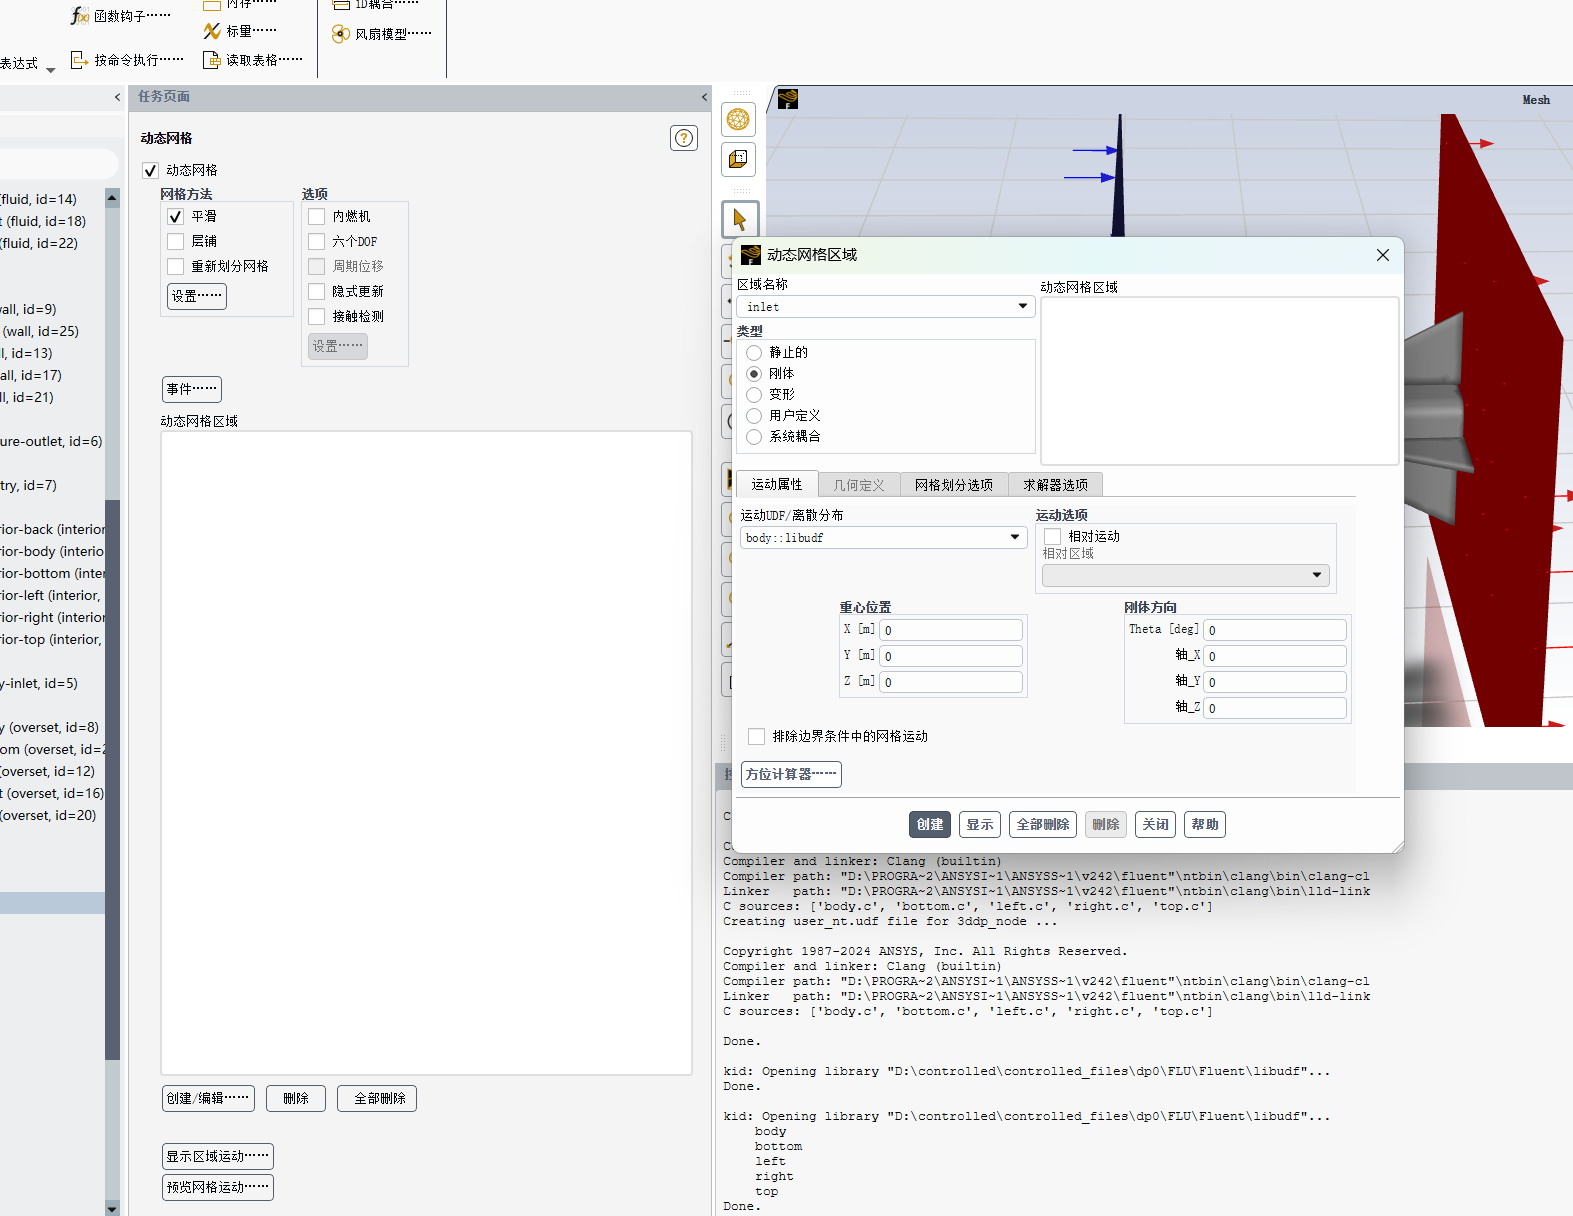 内存……
1D耦合……
函数钩子……
标量……
风扇模型……
表达式
按命令执行……
读取表格……
任务页面
Mesh
动态网格
动态网格
网格方法
选项
平滑
内燃机
层铺
六个DOF
重新划分网格
周期位移
设置……
隐式更新
接触检测
设置……
事件……
动态网格区域
fluid, id=14)
t (fluid, id=18)
(fluid, id=22)
all, id=9)
(wall, id=25)
l, id=13)
all, id=17)
ll, id=21)
ure-outlet, id=6)
try, id=7)
rior-back (interior
rior-body (interio
rior-bottom (inter
rior-left (interior,
rior-right (interior
rior-top (interior,
y-inlet, id=5)
y (overset, id=8)
om (overset, id=2
(overset, id=12)
t (overset, id=16)
(overset, id=20)
创建/编辑……
删除
全部删除
显示区域运动……
预览网格运动……
动态网格区域
区域名称
动态网格区域
inlet
类型
静止的
刚体
变形
用户定义
系统耦合
运动属性
几何定义
网格划分选项
求解器选项
运动UDF/离散分布
运动选项
body::libudf
相对运动
相对区域
重心位置
刚体方向
X [m] 0
Theta [deg] 0
Y [m] 0
轴_X 0
Z [m] 0
轴_Y 0
轴_Z 0
排除边界条件中的网格运动
方位计算器……
创建
显示
全部删除
删除
关闭
帮助
Compiler and linker: Clang (builtin)
Compiler path: "D:\PROGRA~2\ANSYSI~1\ANSYSS~1\v242\fluent"\ntbin\clang\bin\clang-cl
Linker   path: "D:\PROGRA~2\ANSYSI~1\ANSYSS~1\v242\fluent"\ntbin\clang\bin\lld-link
C sources: ['body.c', 'bottom.c', 'left.c', 'right.c', 'top.c']
Creating user_nt.udf file for 3ddp_node ...
Copyright 1987-2024 ANSYS, Inc. All Rights Reserved.
Compiler and linker: Clang (builtin)
Compiler path: "D:\PROGRA~2\ANSYSI~1\ANSYSS~1\v242\fluent"\ntbin\clang\bin\clang-cl
Linker   path: "D:\PROGRA~2\ANSYSI~1\ANSYSS~1\v242\fluent"\ntbin\clang\bin\lld-link
C sources: ['body.c', 'bottom.c', 'left.c', 'right.c', 'top.c']
Done.
kid: Opening library "D:\controlled\controlled_files\dp0\FLU\Fluent\libudf"...
Done.
kid: Opening library "D:\controlled\controlled_files\dp0\FLU\Fluent\libudf"...
body
bottom
left
right
top
Done.